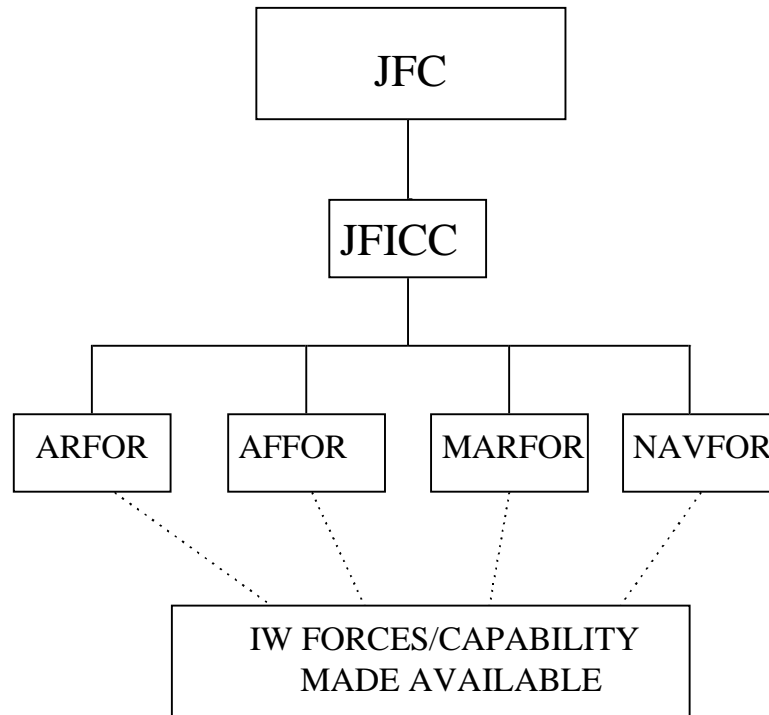 JFC
JFICC
ARFOR
AFFOR
MARFOR
NAVFOR
IW FORCES/CAPABILITY
MADE AVAILABLE